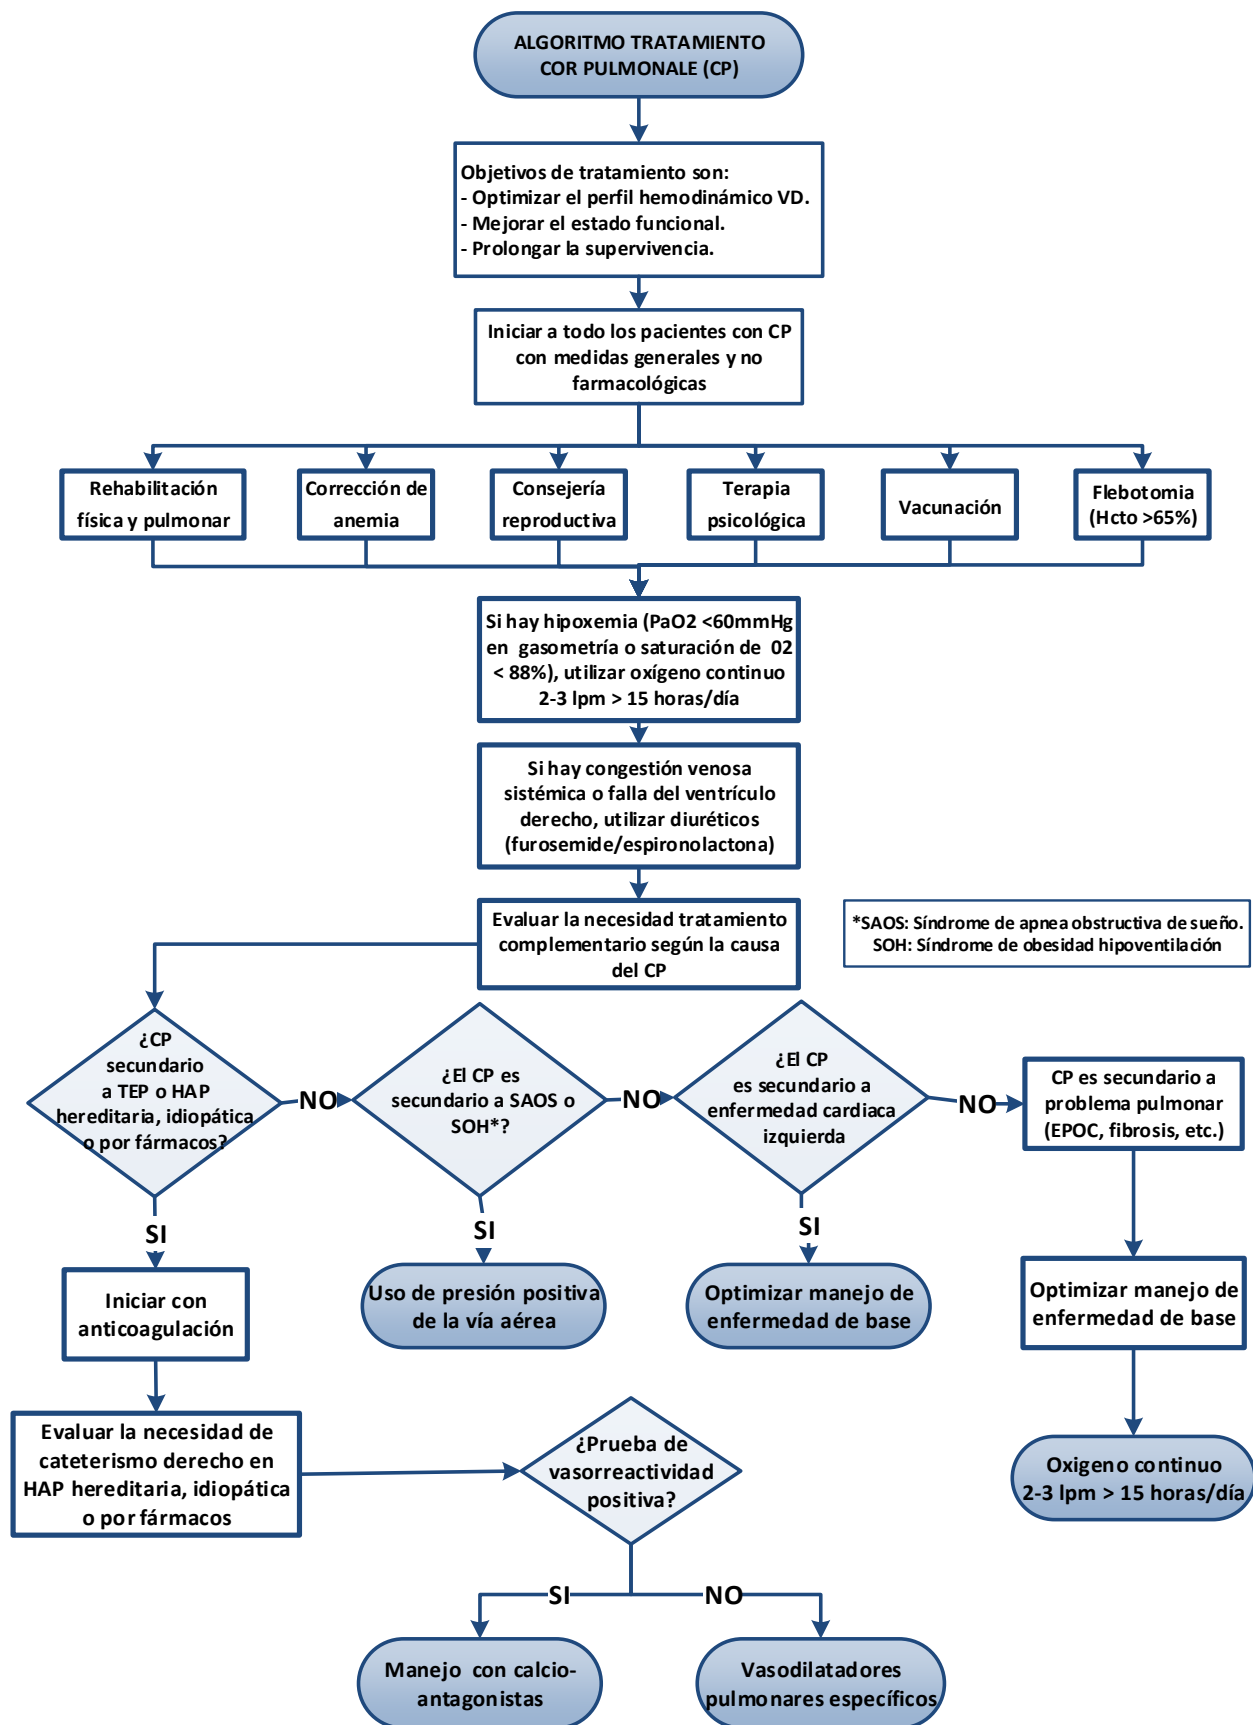 ALGORITMO TRATAMIENTO
COR PULMONALE (CP)
Objetivos de tratamiento son:
- Optimizar el perfil hemodinámico VD.
- Mejorar el estado funcional.
- Prolongar la supervivencia.
Iniciar a todo los pacientes con CP
con medidas generales y no
farmacológicas
Rehabilitación
física y pulmonar
Corrección de
anemia
Consejería
reproductiva
Terapia
psicológica
Vacunación
Flebotomia
(Hcto >65%)
Si hay hipoxemia (PaO2 <60mmHg
en gasometría o saturación de 02
< 88%), utilizar oxígeno continuo
2-3 lpm > 15 horas/día
Si hay congestión venosa
sistémica o falla del ventrículo
derecho, utilizar diuréticos
(furosemide/espironolactona)
Evaluar la necesidad tratamiento
complementario según la causa
del CP
*SAOS: Síndrome de apnea obstructiva de sueño.
SOH: Síndrome de obesidad hipoventilación
¿CP
secundario
a TEP o HAP
hereditaria, idiopática
o por fármacos?
NO
¿El CP es
secundario a SAOS o
SOH*?
NO
¿El CP
es secundario a
enfermedad cardiaca
izquierda
NO
CP es secundario a
problema pulmonar
(EPOC, fibrosis, etc.)
SI
SI
SI
Iniciar con
anticoagulación
Uso de presión positiva
de la vía aérea
Optimizar manejo de
enfermedad de base
Optimizar manejo de
enfermedad de base
Evaluar la necesidad de
cateterismo derecho en
HAP hereditaria, idiopática
o por fármacos
¿Prueba de
vasorreactividad
positiva?
Oxigeno continuo
2-3 lpm > 15 horas/día
SI
NO
Manejo con calcio-
antagonistas
Vasodilatadores
pulmonares específicos